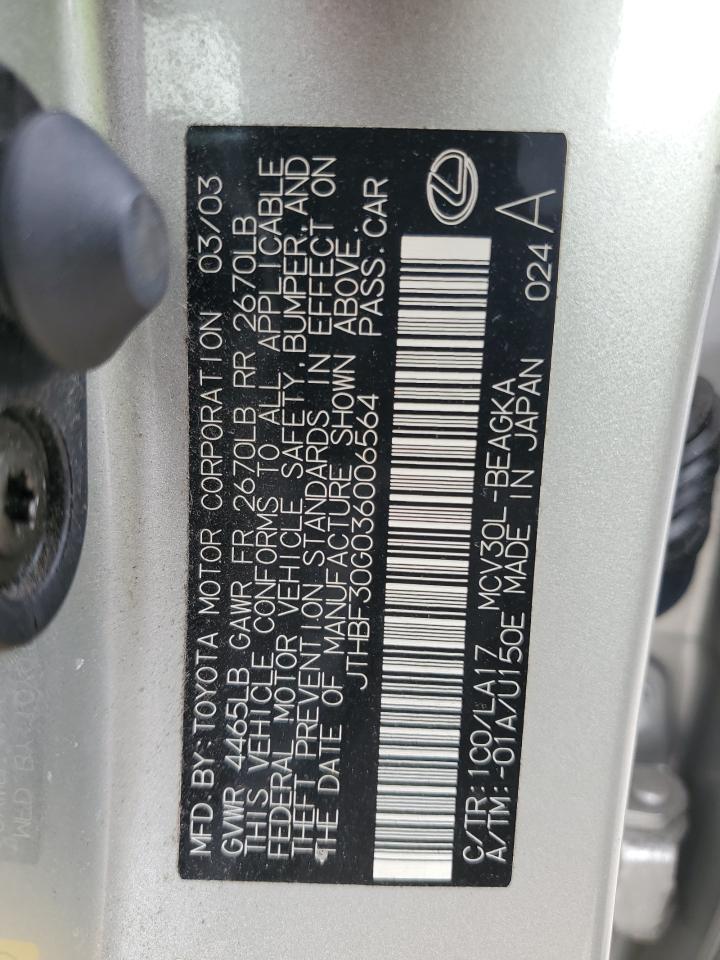 MFD. BY: TOYOTA MOTOR CORPORATION 03/03
GVWR 4465LB GAWR FR 2670LB RR 2670LB
THIS VEHICLE CONFORMS TO ALL APPLICABLE
FEDERAL MOTOR VEHICLE SAFETY, BUMPER, AND
THEFT PREVENTION STANDARDS IN EFFECT ON
THE DATE OF MANUFACTURE SHOWN ABOVE.
JTHBF30G036006564 PASS. CAR
C/TR: 1C0/LA17 MCV30L-BEAGKA
A/TM: -01A/U150E MADE IN JAPAN 024 A